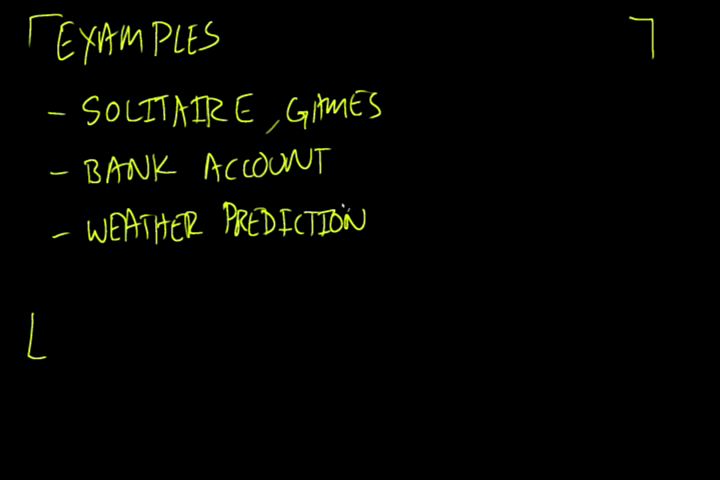 EXAMPLES
- SOLITAIRE, GAMES
- BANK ACCOUNT
- WEATHER PREDICTION